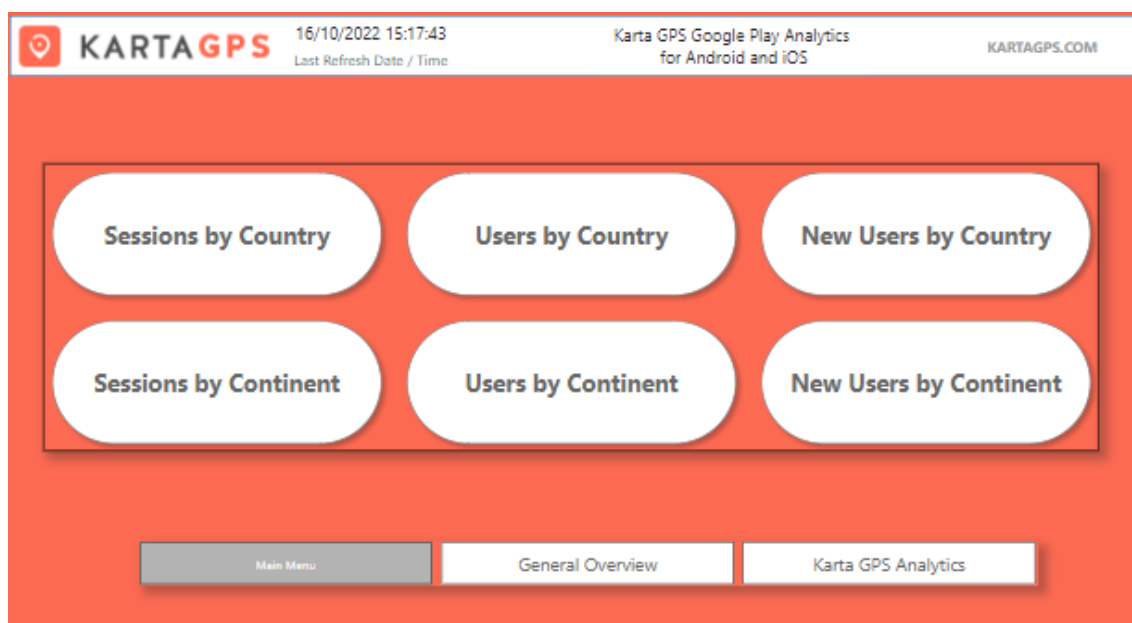 KARTAGPS
16/10/2022 15:17:43
Last Refresh Date / Time
Karta GPS Google Play Analytics
for Android and iOS
KARTAGPS.COM
Sessions by Country
Users by Country
New Users by Country
Sessions by Continent
Users by Continent
New Users by Continent
Main Menu
General Overview
Karta GPS Analytics